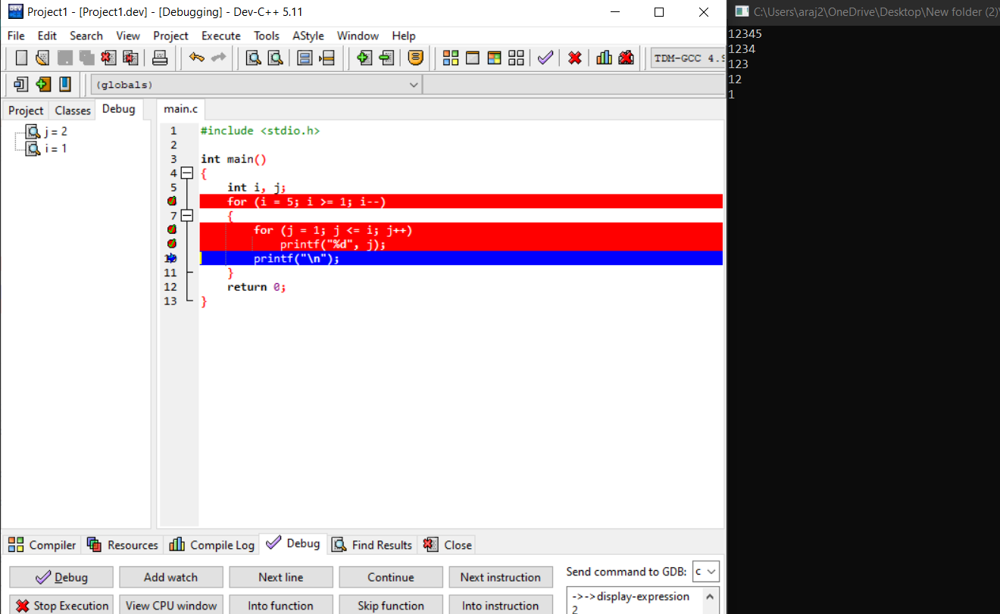 Project1 - [Project1.dev] - [Debugging] - Dev-C++ 5.11
File Edit Search View Project Execute Tools AStyle Window Help
TDM-GCC 4.9
(globals)
Project Classes Debug
j = 2
i = 1
main.c
1 #include <stdio.h>
2
3 int main()
4 {
5 int i, j;
for (i = 5; i >= 1; i--)
7 {
for (j = 1; j <= i; j++)
printf("%d", j);
printf("\n");
11 }
12 return 0;
13 }
Compiler Resources Compile Log Debug Find Results Close
Debug Add watch Next line Continue Next instruction
Send command to GDB: c
Stop Execution View CPU window Into function Skip function Into instruction
->->display-expression
2
C:\Users\araj2\OneDrive\Desktop\New folder (2)\
12345
1234
123
12
1